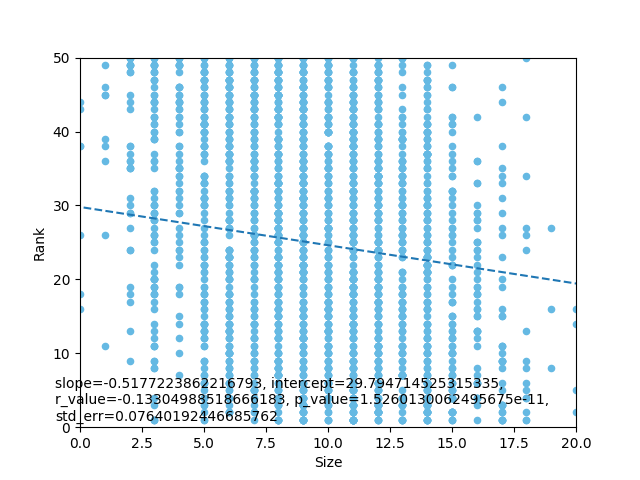 50
40
30
20
10
0
Rank
slope=-0.5177223862216793, intercept=29.794714525315335,
r_value=-0.13304988518666183, p_value=1.5260130062495675e-11,
std_err=0.07640192446685762
0.0 2.5 5.0 7.5 10.0 12.5 15.0 17.5 20.0
Size